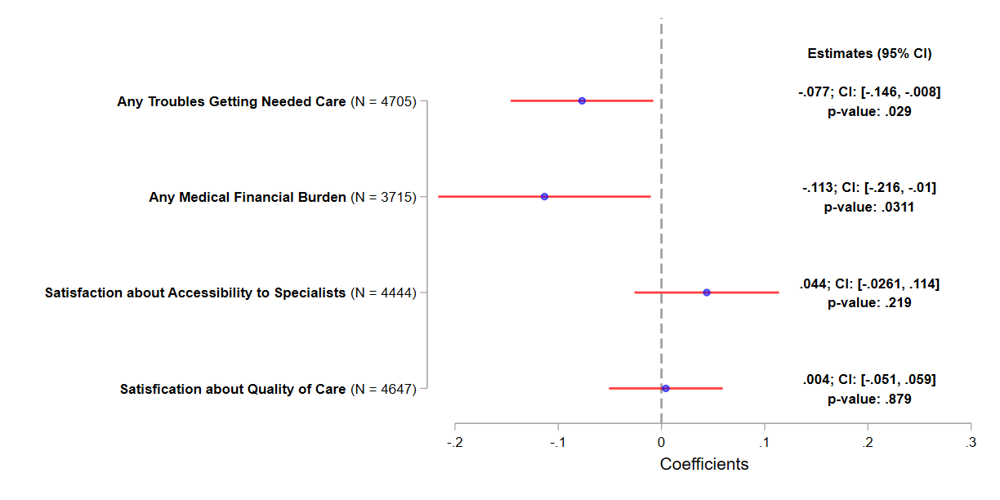 Estimates (95% CI)
Any Troubles Getting Needed Care (N = 4705)
-.077; CI: [-.146, -.008]
p-value: .029
Any Medical Financial Burden (N = 3715)
-.113; CI: [-.216, -.01]
p-value: .0311
Satisfaction about Accessibility to Specialists (N = 4444)
.044; CI: [-.0261, .114]
p-value: .219
Satisfication about Quality of Care (N = 4647)
.004; CI: [-.051, .059]
p-value: .879
-.2 -.1 0 .1 .2 .3
Coefficients